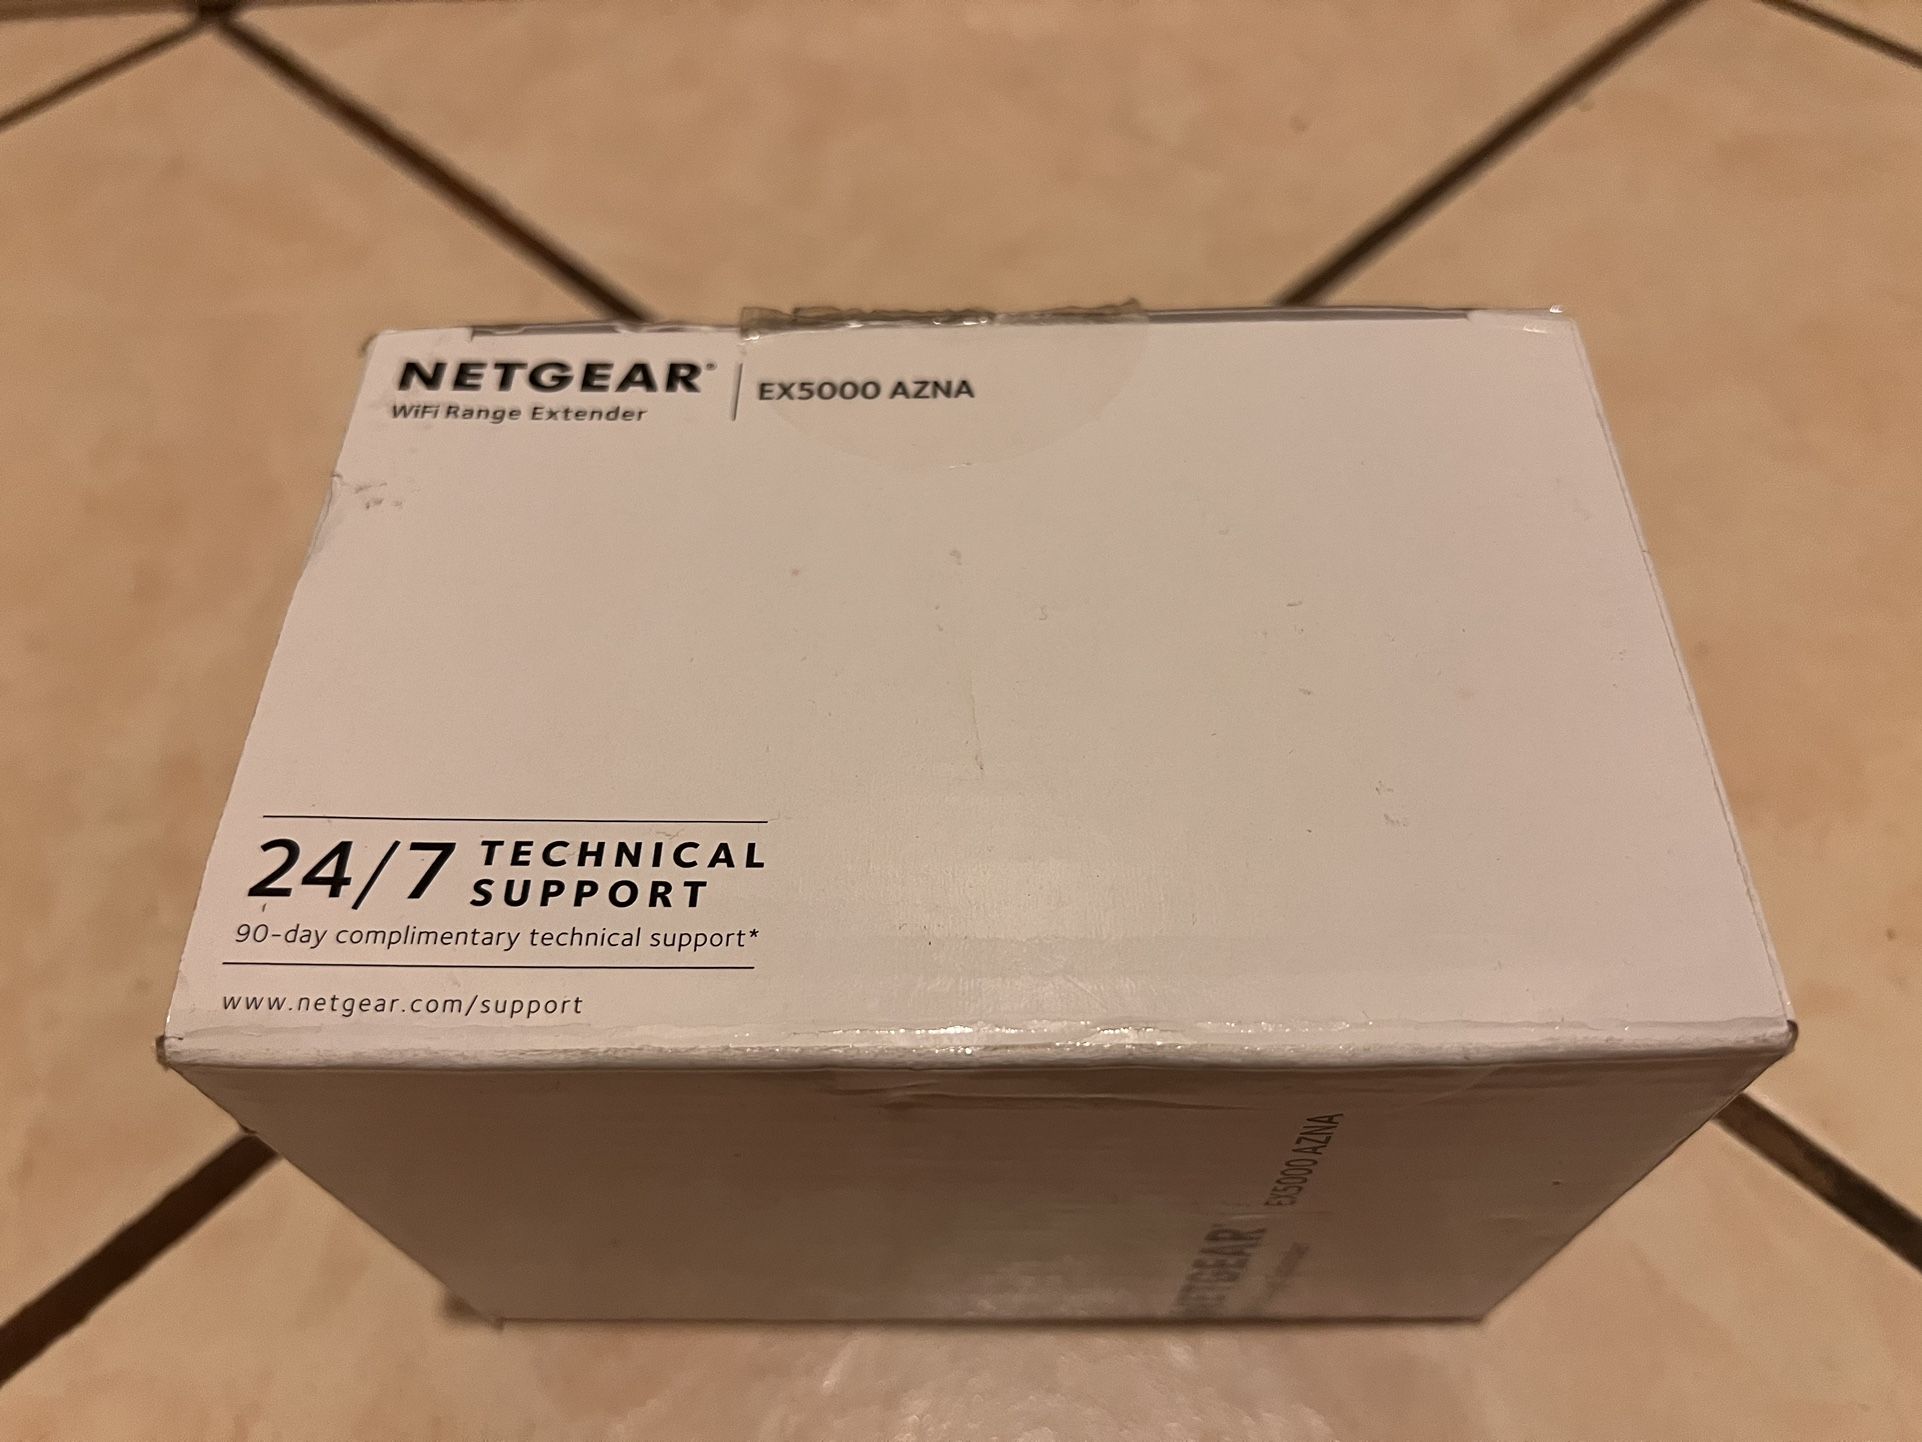 NETGEAR®
WiFi Range Extender
EX5000 AZNA
24/7 TECHNICAL
SUPPORT
90-day complimentary technical support*
www.netgear.com/support
NETGEAR
EX5000 AZNA